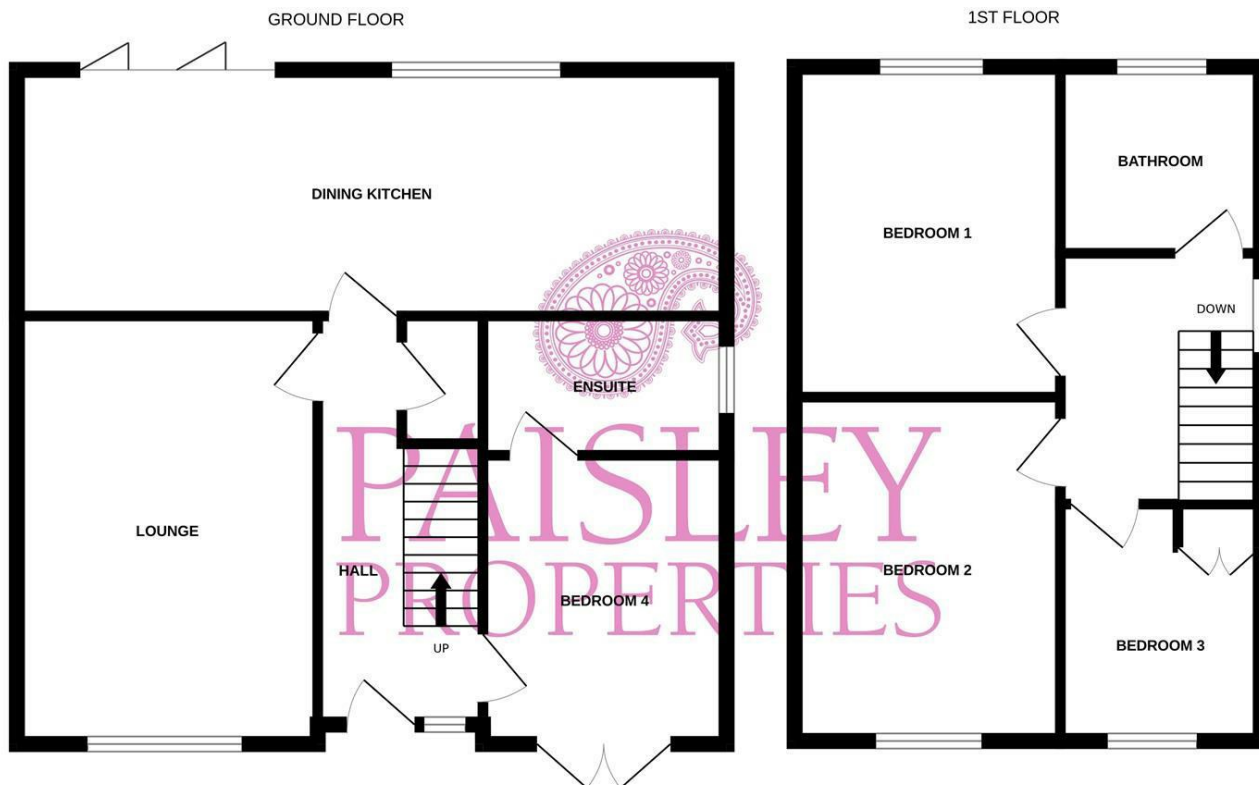 GROUND FLOOR
DINING KITCHEN
ENSUITE
LOUNGE
HALL
BEDROOM 4
UP
PAISLEY
PROPERTIES
1ST FLOOR
BATHROOM
BEDROOM 1
DOWN
BEDROOM 2
BEDROOM 3